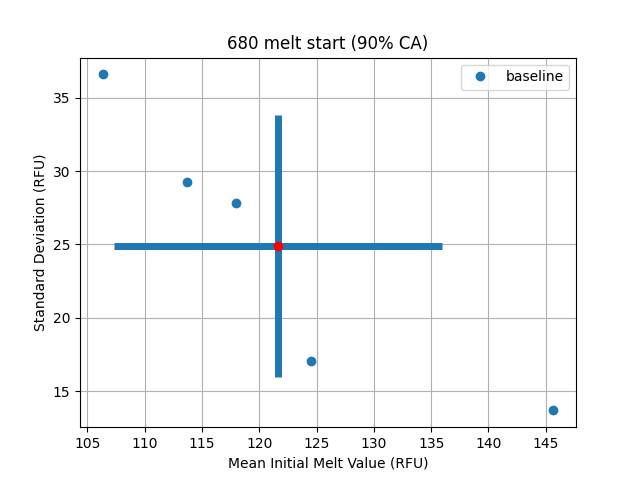 680 melt start (90% CA)
baseline
Standard Deviation (RFU)
35
30
25
20
15
105 110 115 120 125 130 135 140 145
Mean Initial Melt Value (RFU)